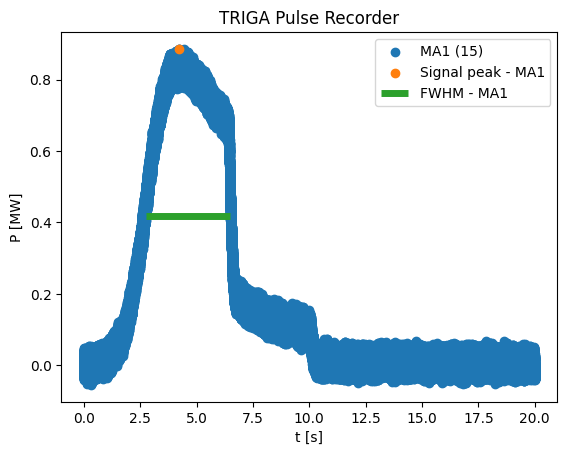 TRIGA Pulse Recorder
MA1 (15)
Signal peak - MA1
FWHM - MA1
P [MW]
0.8
0.6
0.4
0.2
0.0
0.0 2.5 5.0 7.5 10.0 12.5 15.0 17.5 20.0
t [s]